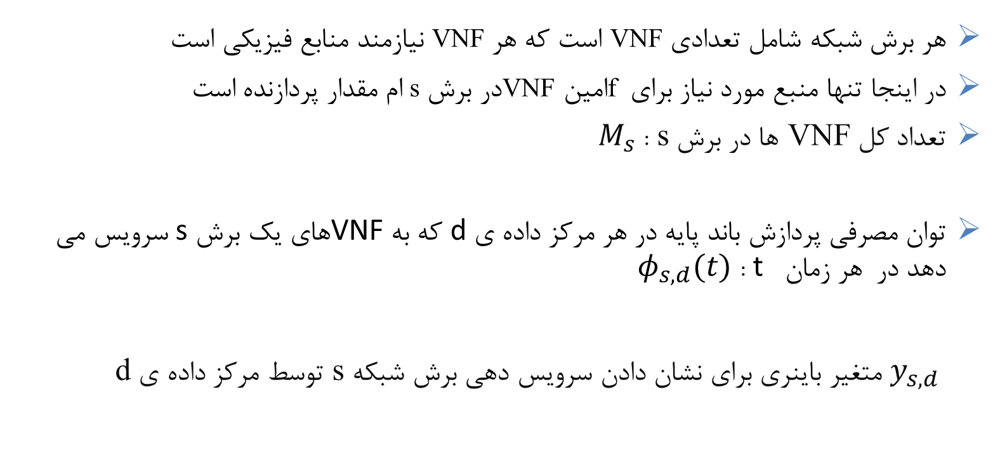 هر برش شبکه شامل تعدادی VNF است که هر VNF نیازمند منابع فیزیکی است
در اینجا تنها منبع مورد نیاز برای fامین VNFدر برش s ام مقدار پردازنده است
تعداد کل VNF ها در برش s : M_s
توان مصرفی پردازش باند پایه در هر مرکز داده ی d که به VNFهای یک برش s سرویس می
دهد در هر زمان t : ϕ_{s,d}(t)
y_{s,d} متغیر باینری برای نشان دادن سرویس دهی برش شبکه s توسط مرکز داده ی d